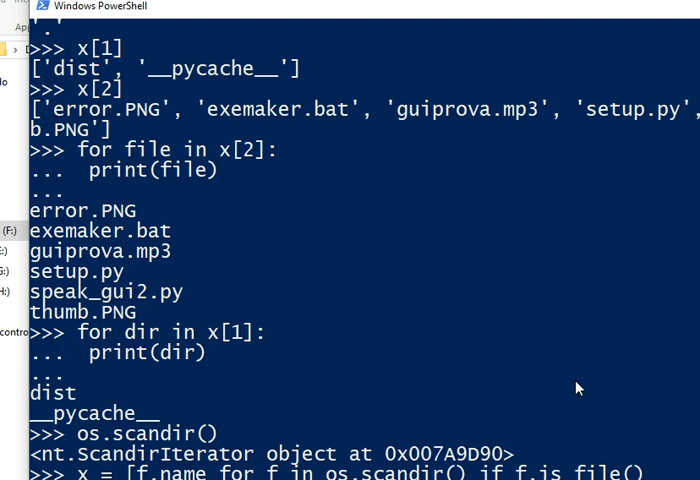 Windows PowerShell
'.'
>>> x[1]
['dist', '__pycache__']
>>> x[2]
['error.PNG', 'exemaker.bat', 'guiprova.mp3', 'setup.py',
b.PNG']
>>> for file in x[2]:
...  print(file)
...
error.PNG
exemaker.bat
guiprova.mp3
setup.py
speak_gui2.py
thumb.PNG
>>> for dir in x[1]:
...  print(dir)
...
dist
__pycache__
>>> os.scandir()
<nt.ScandirIterator object at 0x007A9D90>
>>> x = [f.name for f in os.scandir() if f.is_file()
(F:)
E:)
G:)
H:)
contro